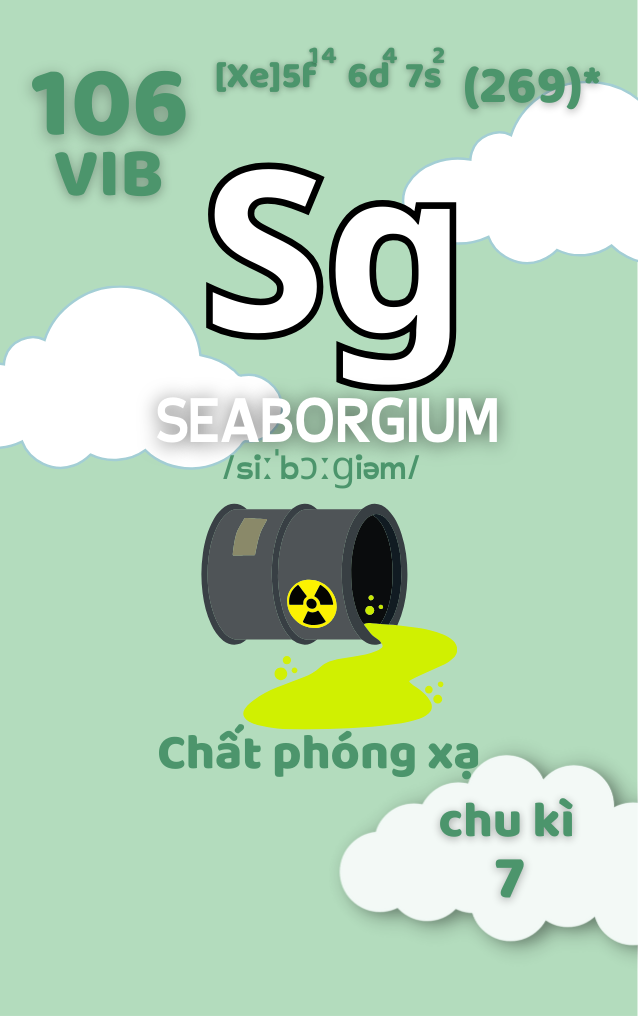 106
[Xe]5f¹⁴ 6d⁴ 7s²
(269)*
VIB
Sg
SEABORGIUM
/siːˈbɔːɡiəm/
Chất phóng xạ
chu kì
7